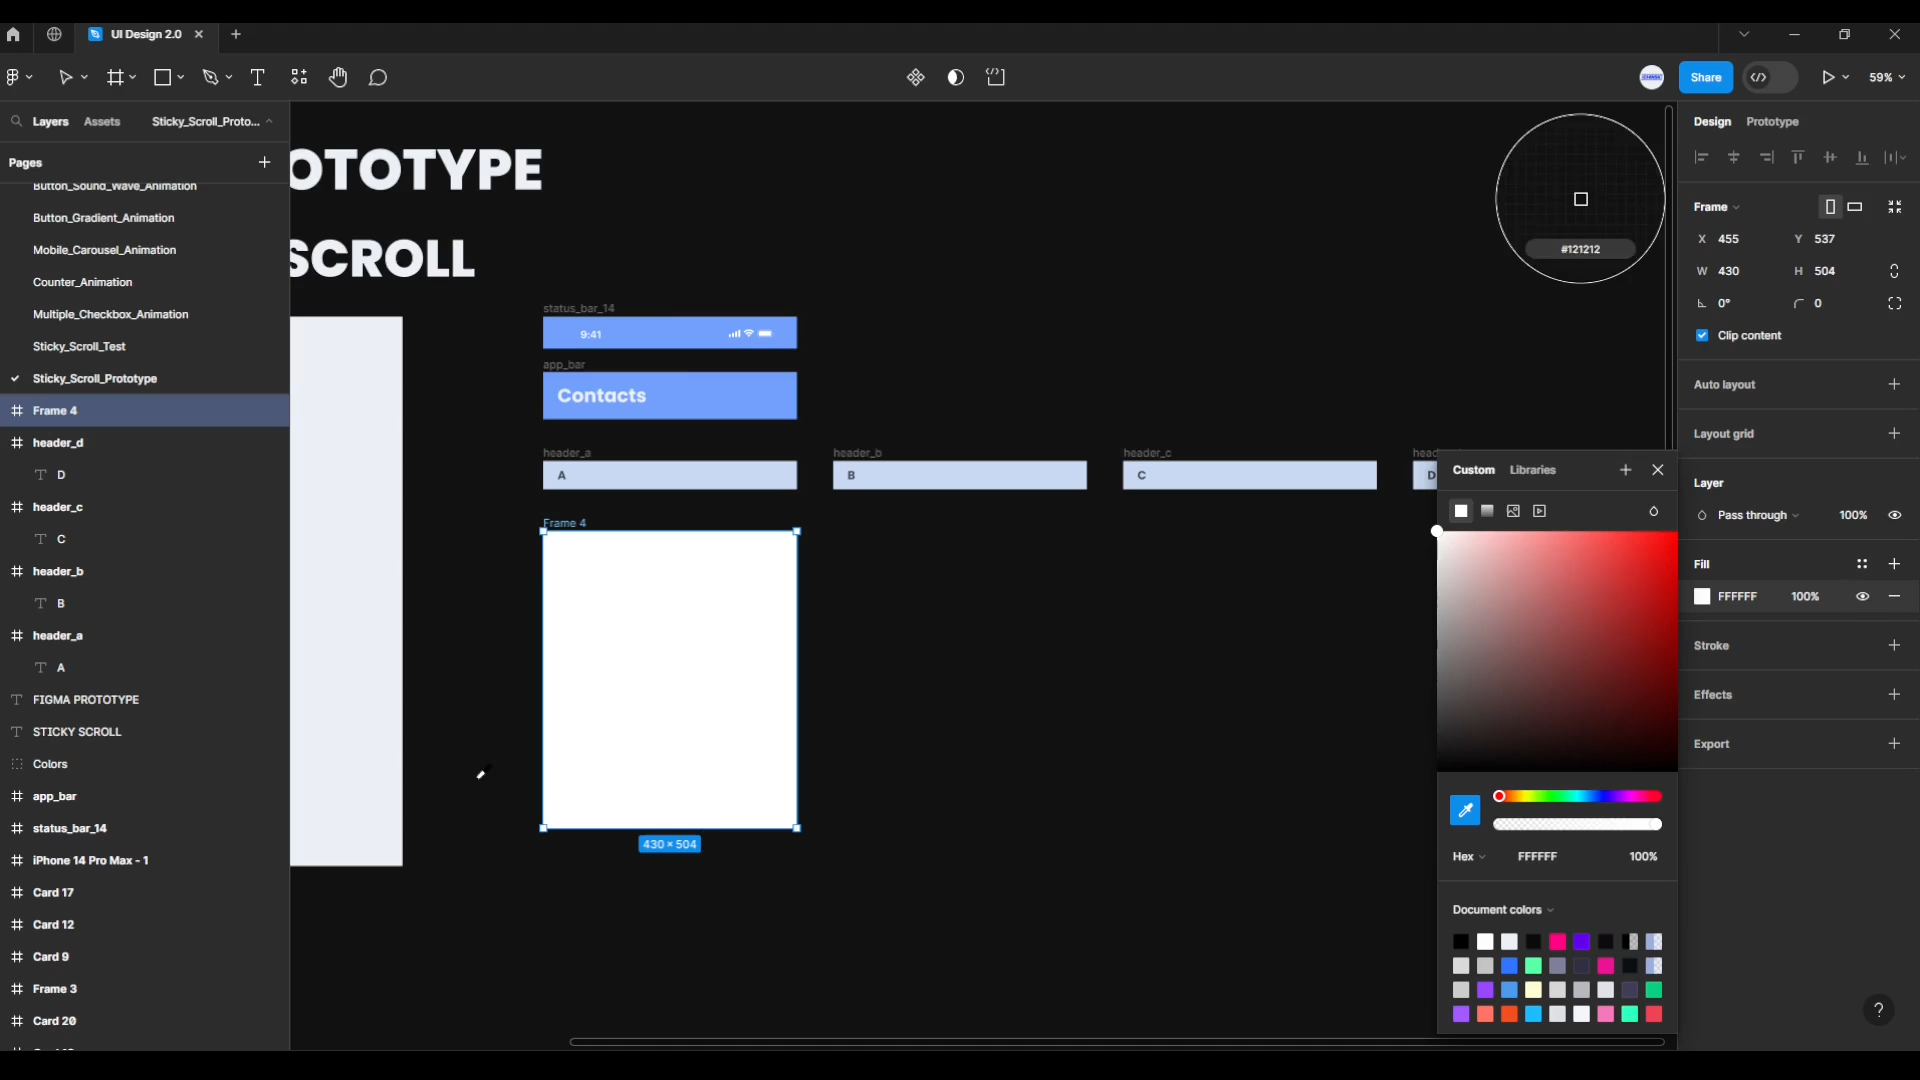 UI Design 2.0
Share
59%
Layers
Assets
Sticky_Scroll_Proto...
Design
Prototype
Pages
Button_Sound_Wave_Animation
Button_Gradient_Animation
Mobile_Carousel_Animation
Counter_Animation
Multiple_Checkbox_Animation
Sticky_Scroll_Test
Sticky_Scroll_Prototype
Frame 4
header_d
D
header_c
C
header_b
B
header_a
A
FIGMA PROTOTYPE
STICKY SCROLL
Colors
app_bar
status_bar_14
iPhone 14 Pro Max - 1
Card 17
Card 12
Card 9
Frame 3
Card 20
OTOTYPE
SCROLL
status_bar_14
9:41
app_bar
Contacts
header_a
A
header_b
B
header_c
C
head
D
Frame 4
430 × 504
#121212
Custom
Libraries
Hex
FFFFFF
100%
Document colors
Frame
X 455
Y 537
W 430
H 504
0°
0
Clip content
Auto layout
Layout grid
Layer
Pass through
100%
Fill
FFFFFF
100%
Stroke
Effects
Export
?